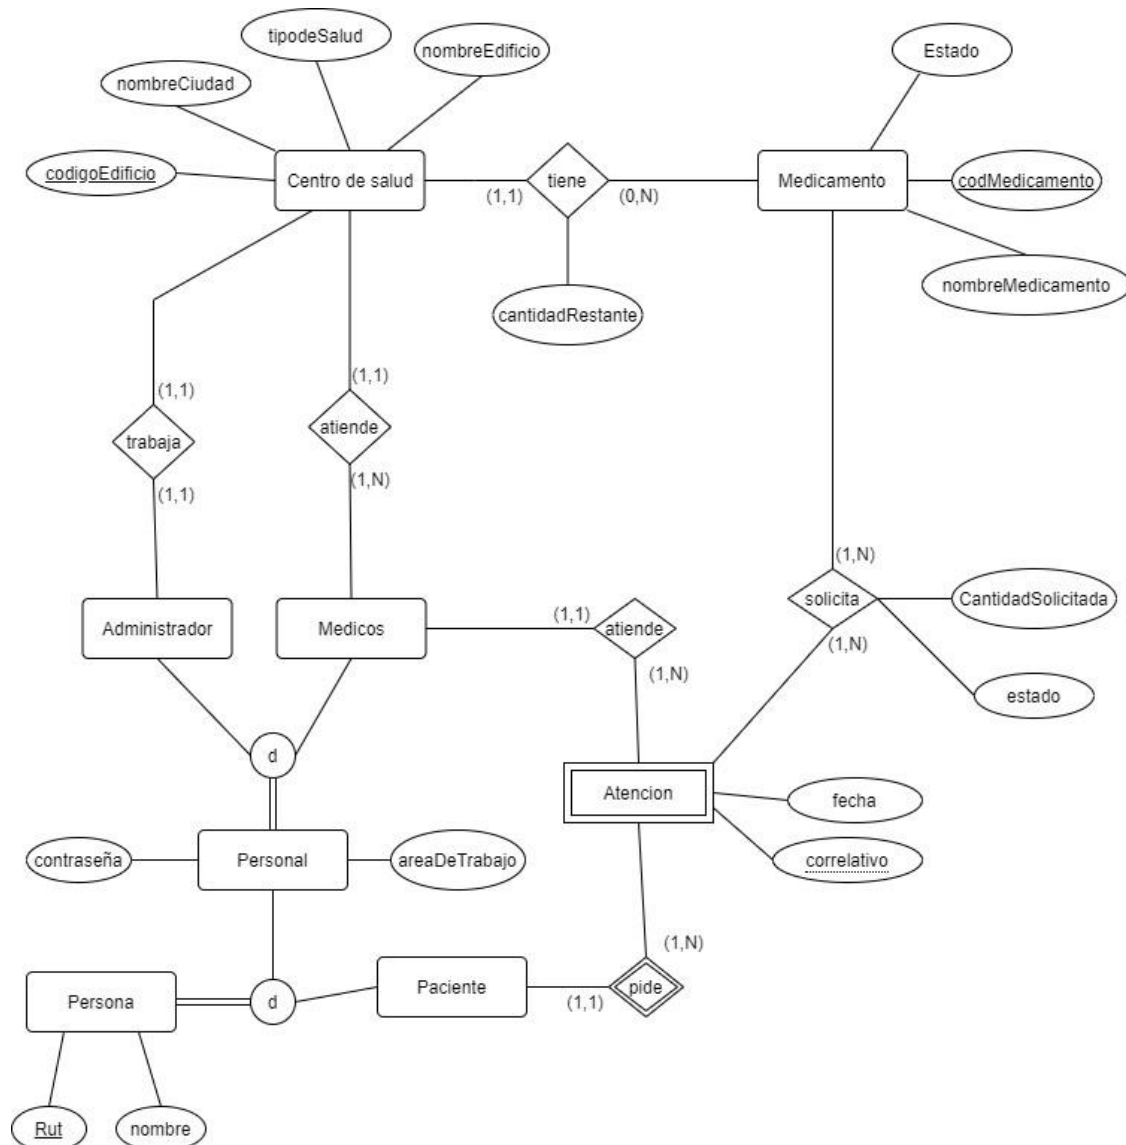 tipodeSalud
nombreEdificio
Estado
nombreCiudad
codigoEdificio
Centro de salud
(1,1)
tiene
(0,N)
Medicamento
codMedicamento
nombreMedicamento
cantidadRestante
(1,1)
trabaja
(1,1)
(1,1)
atiende
(1,N)
(1,N)
solicita
(1,N)
CantidadSolicitada
estado
Administrador
Medicos
(1,1)
atiende
(1,N)
d
Atencion
fecha
correlativo
contraseña
Personal
areaDeTrabajo
(1,N)
Persona
d
Paciente
(1,1)
pide
Rut
nombre